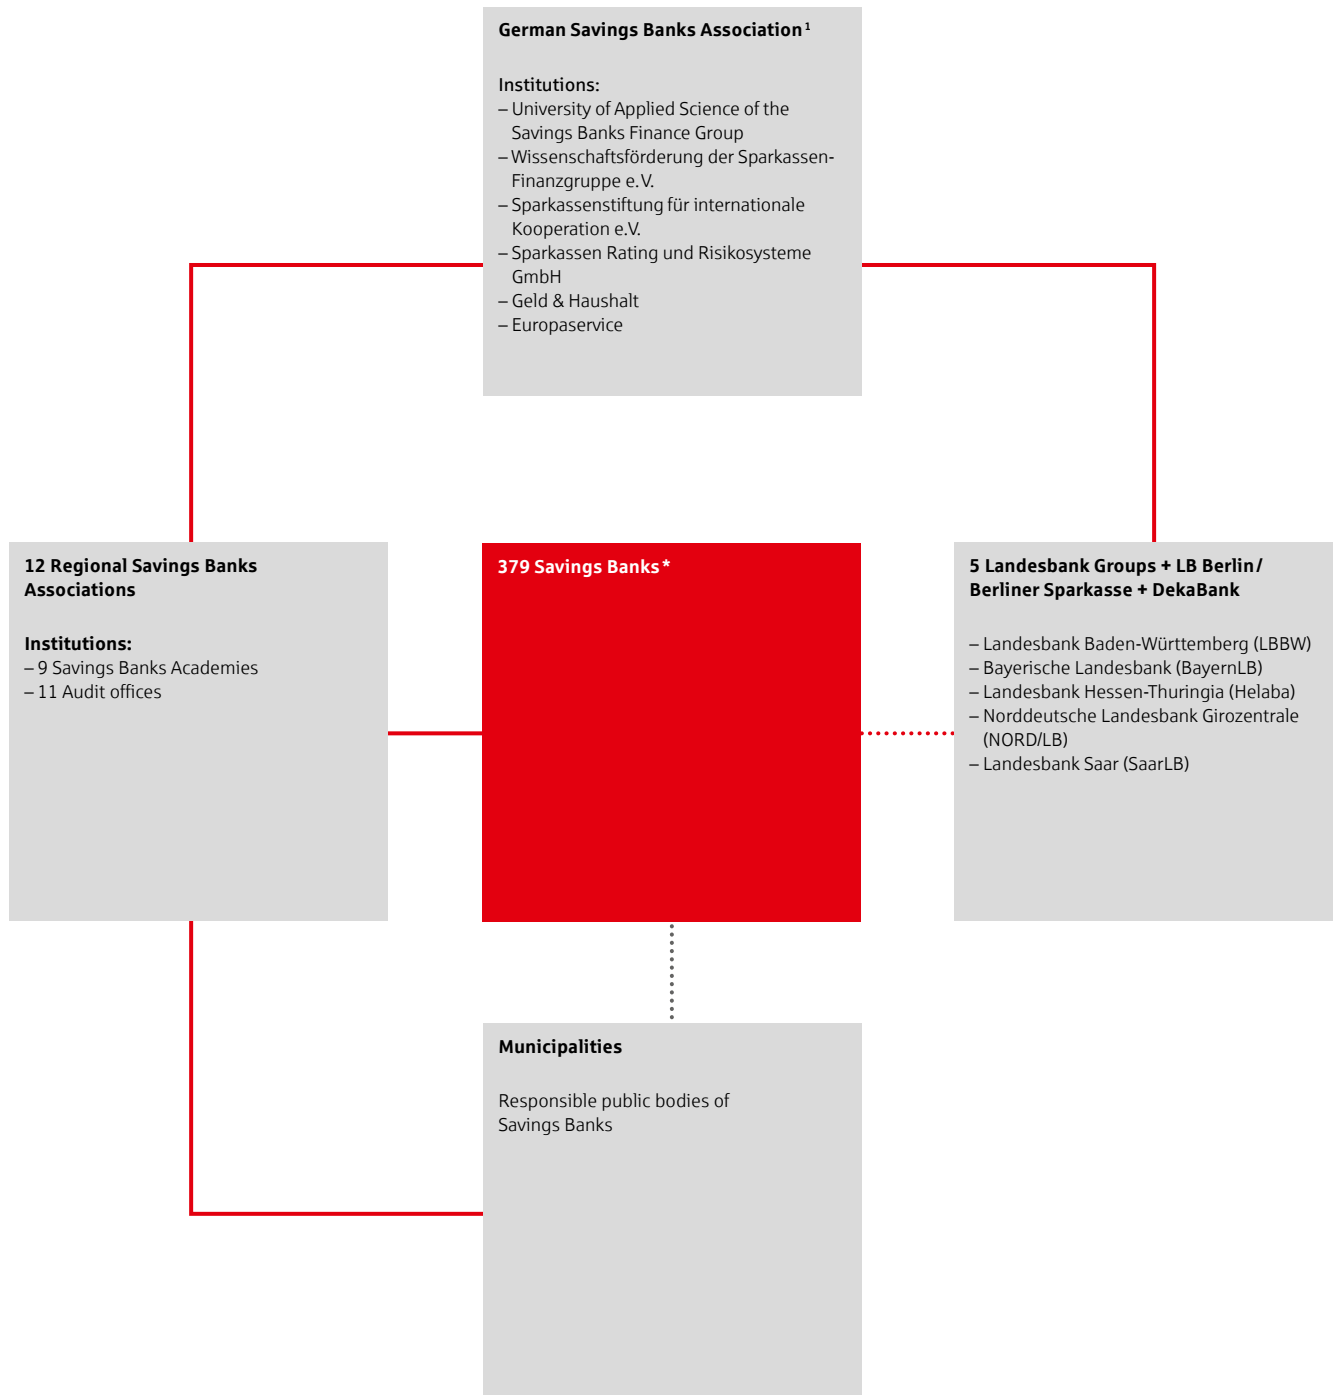 German Savings Banks Association¹
Institutions:
– University of Applied Science of the
Savings Banks Finance Group
– Wissenschaftsförderung der Sparkassen-
Finanzgruppe e.V.
– Sparkassenstiftung für internationale
Kooperation e.V.
– Sparkassen Rating und Risikosysteme
GmbH
– Geld & Haushalt
– Europaservice
12 Regional Savings Banks
Associations
Institutions:
– 9 Savings Banks Academies
– 11 Audit offices
379 Savings Banks*
5 Landesbank Groups + LB Berlin/
Berliner Sparkasse + DekaBank
– Landesbank Baden-Württemberg (LBBW)
– Bayerische Landesbank (BayernLB)
– Landesbank Hessen-Thuringia (Helaba)
– Norddeutsche Landesbank Girozentrale
(NORD/LB)
– Landesbank Saar (SaarLB)
Municipalities
Responsible public bodies of
Savings Banks